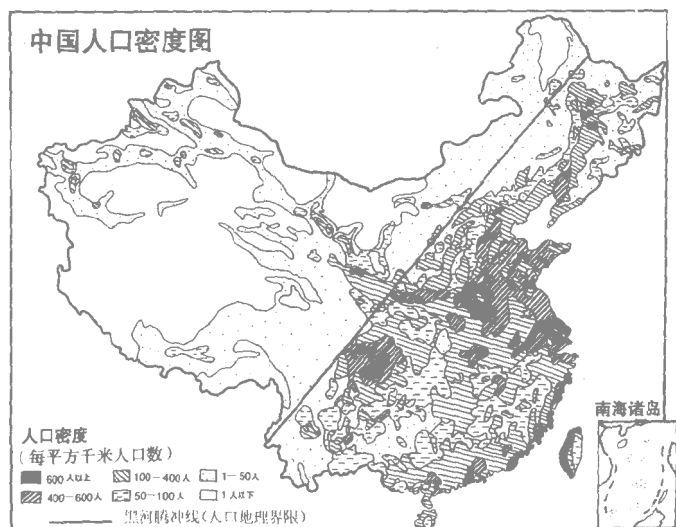 中国人口密度图
人口密度
(每平方千米人口数)
600人以上 100—400人 1—50人
400—600人 50—100人 1人以下
黑河腾冲线(人口地理界限)
南海诸岛